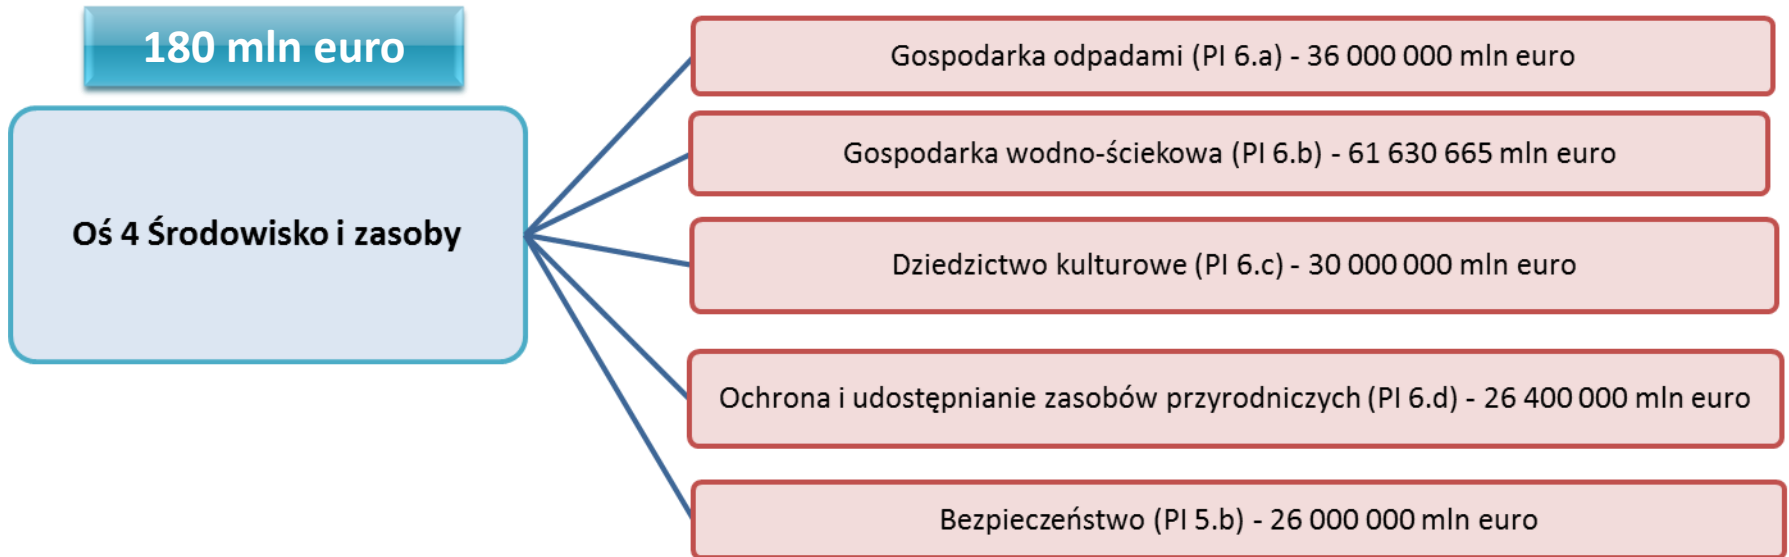 180 mln euro
Oś 4 Środowisko i zasoby
Gospodarka odpadami (PI 6.a) - 36 000 000 mln euro
Gospodarka wodno-ściekowa (PI 6.b) - 61 630 665 mln euro
Dziedzictwo kulturowe (PI 6.c) - 30 000 000 mln euro
Ochrona i udostępnianie zasobów przyrodniczych (PI 6.d) - 26 400 000 mln euro
Bezpieczeństwo (PI 5.b) - 26 000 000 mln euro